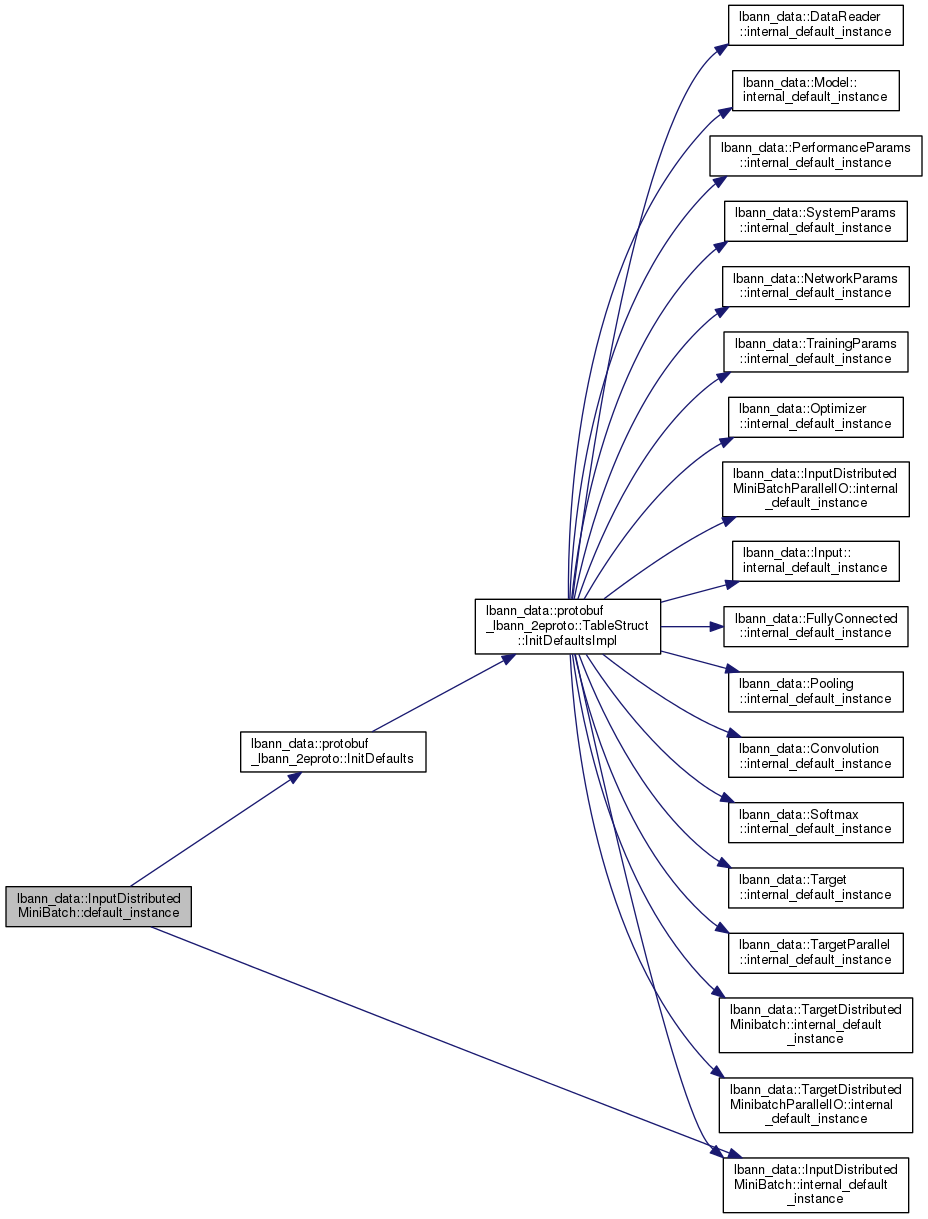 lbann_data::DataReader
::internal_default_instance
lbann_data::Model::
internal_default_instance
lbann_data::PerformanceParams
::internal_default_instance
lbann_data::SystemParams
::internal_default_instance
lbann_data::NetworkParams
::internal_default_instance
lbann_data::TrainingParams
::internal_default_instance
lbann_data::Optimizer
::internal_default_instance
lbann_data::InputDistributed
MiniBatchParallelIO::internal
_default_instance
lbann_data::Input::
internal_default_instance
lbann_data::protobuf
_lbann_2eproto::TableStruct
::InitDefaultsImpl
lbann_data::FullyConnected
::internal_default_instance
lbann_data::Pooling
::internal_default_instance
lbann_data::protobuf
_lbann_2eproto::InitDefaults
lbann_data::Convolution
::internal_default_instance
lbann_data::Softmax
::internal_default_instance
lbann_data::Target
::internal_default_instance
lbann_data::InputDistributed
MiniBatch::default_instance
lbann_data::TargetParallel
::internal_default_instance
lbann_data::TargetDistributed
Minibatch::internal_default
_instance
lbann_data::TargetDistributed
MinibatchParallelIO::internal
_default_instance
lbann_data::InputDistributed
MiniBatch::internal_default
_instance